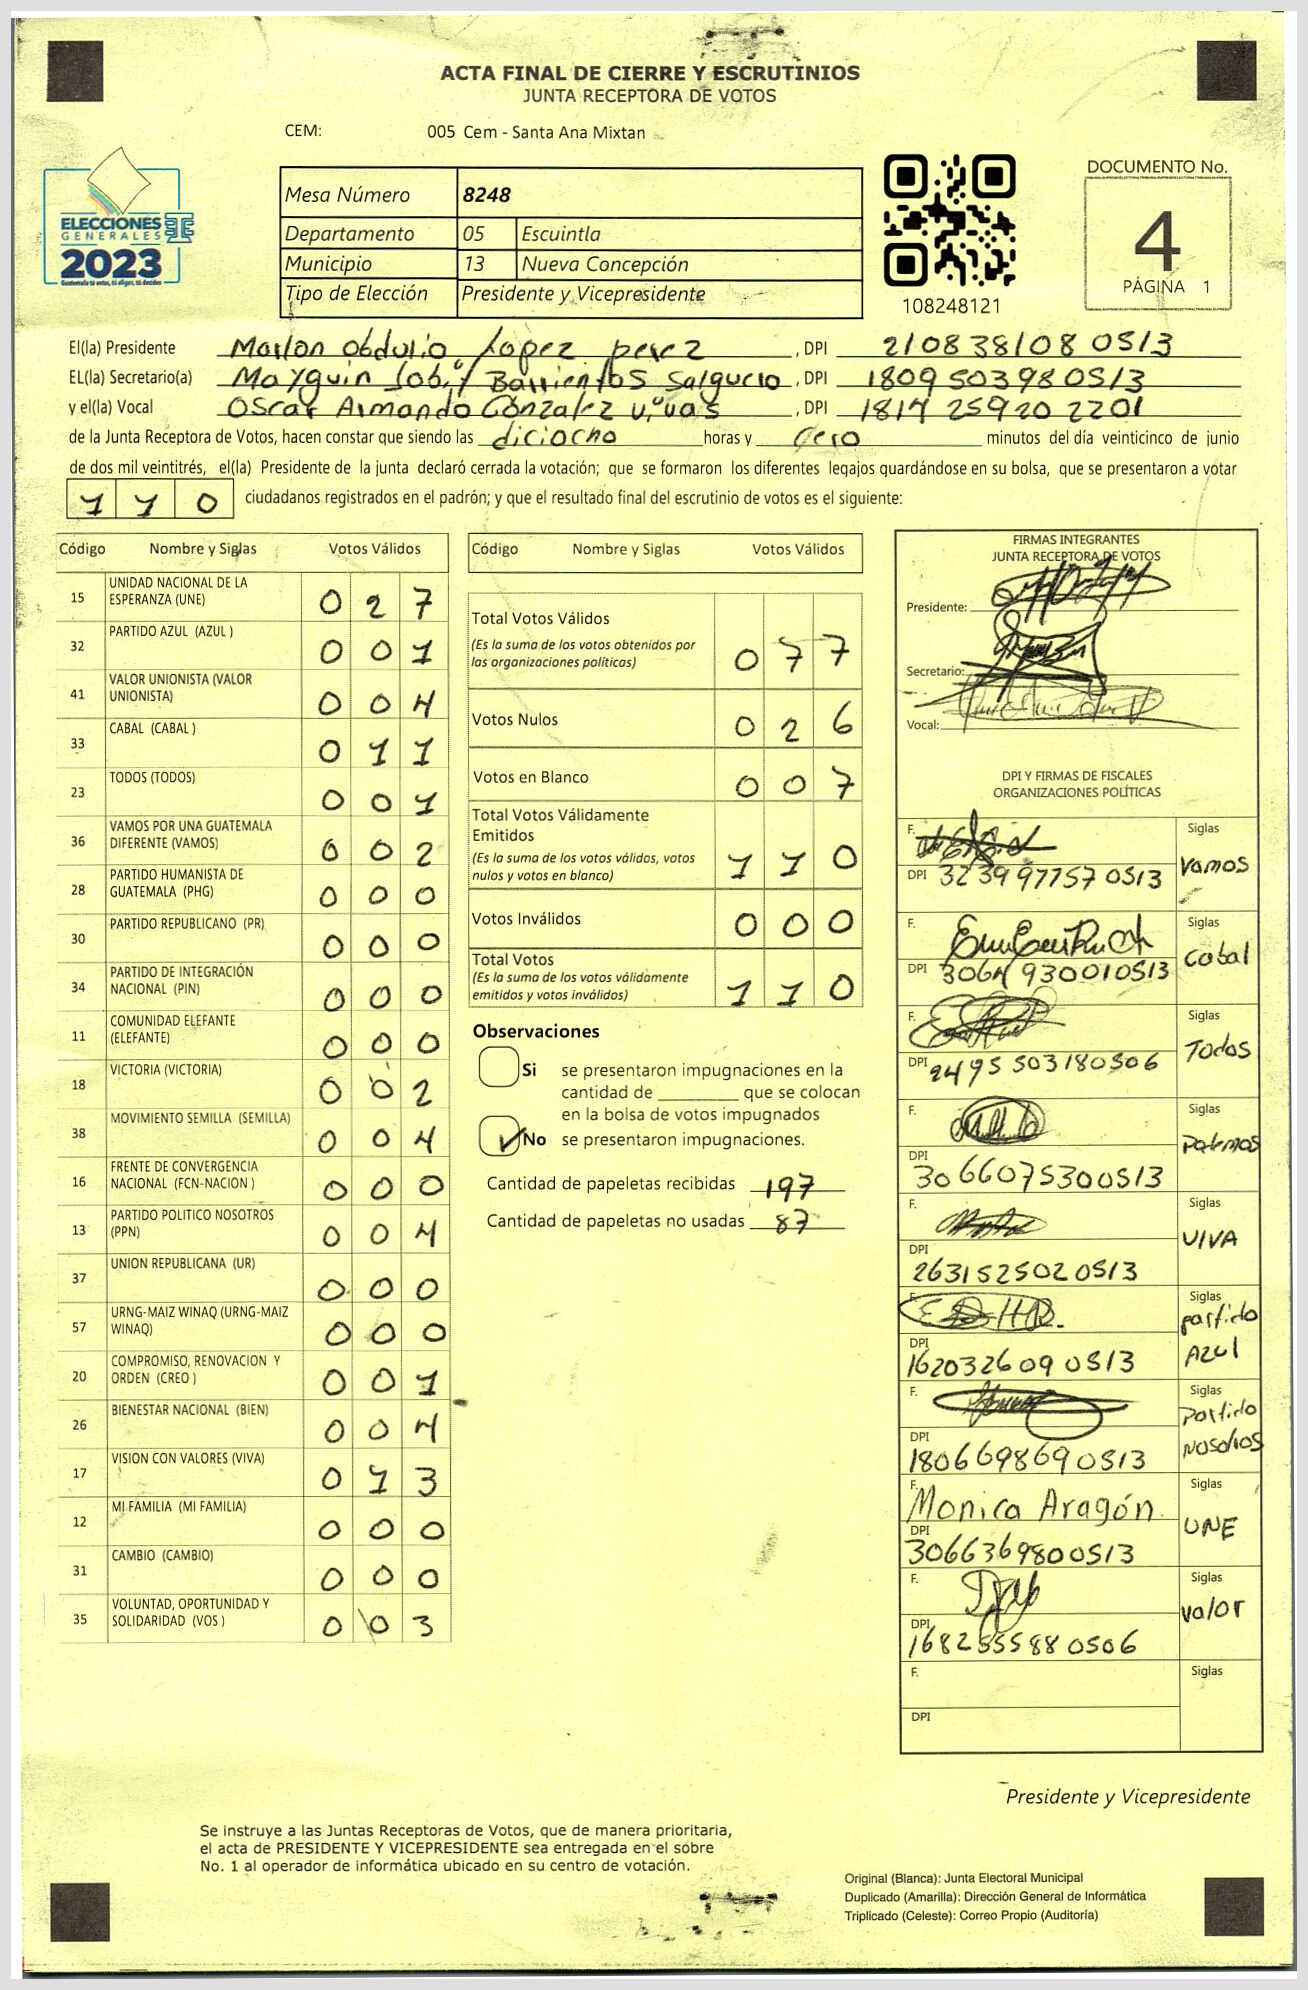 ACTA FINAL DE CIERRE Y ESCRUTINIOS
JUNTA RECEPTORA DE VOTOS
CEM: 005 Cem - Santa Ana Mixtan
ELECCIONES
GENERALES
2023
Mesa Número 8248
Departamento 05 Escuintla
Municipio 13 Nueva Concepción
Tipo de Elección Presidente y Vicepresidente
108248121
DOCUMENTO No.
4
PÁGINA 1
El(la) Presidente Marlon Obdulio Lopez perez , DPI 210838108 0513
EL(la) Secretario(a) Mayquin Barrientos Salguero , DPI 180950398 0513
y el(la) Vocal Oscar Armando Gonzalez vivas , DPI 1814 25920 2201
de la Junta Receptora de Votos, hacen constar que siendo las diciocho horas y cero minutos del día veinticinco de junio
de dos mil veintitrés, el(la) Presidente de la junta declaró cerrada la votación; que se formaron los diferentes legajos guardándose en su bolsa, que se presentaron a votar
1 1 0 ciudadanos registrados en el padrón; y que el resultado final del escrutinio de votos es el siguiente:
Código Nombre y Siglas Votos Válidos
15 UNIDAD NACIONAL DE LA ESPERANZA (UNE) 0 2 7
32 PARTIDO AZUL (AZUL ) 0 0 1
41 VALOR UNIONISTA (VALOR UNIONISTA) 0 0 4
33 CABAL (CABAL ) 0 1 1
23 TODOS (TODOS) 0 0 1
36 VAMOS POR UNA GUATEMALA DIFERENTE (VAMOS) 0 0 2
28 PARTIDO HUMANISTA DE GUATEMALA (PHG) 0 0 0
30 PARTIDO REPUBLICANO (PR) 0 0 0
34 PARTIDO DE INTEGRACIÓN NACIONAL (PIN) 0 0 0
11 COMUNIDAD ELEFANTE (ELEFANTE) 0 0 0
18 VICTORIA (VICTORIA) 0 0 2
38 MOVIMIENTO SEMILLA (SEMILLA) 0 0 4
16 FRENTE DE CONVERGENCIA NACIONAL (FCN-NACION ) 0 0 0
13 PARTIDO POLITICO NOSOTROS (PPN) 0 0 4
37 UNION REPUBLICANA (UR) 0 0 0
57 URNG-MAIZ WINAQ (URNG-MAIZ WINAQ) 0 0 0
20 COMPROMISO, RENOVACION Y ORDEN (CREO ) 0 0 1
26 BIENESTAR NACIONAL (BIEN) 0 0 4
17 VISION CON VALORES (VIVA) 0 1 3
12 MI FAMILIA (MI FAMILIA) 0 0 0
31 CAMBIO (CAMBIO) 0 0 0
35 VOLUNTAD, OPORTUNIDAD Y SOLIDARIDAD (VOS ) 0 0 3
Código Nombre y Siglas Votos Válidos
Total Votos Válidos
(Es la suma de los votos obtenidos por
las organizaciones políticas) 0 7 7
Votos Nulos 0 2 6
Votos en Blanco 0 0 7
Total Votos Válidamente
Emitidos
(Es la suma de los votos válidos, votos
nulos y votos en blanco) 1 1 0
Votos Inválidos 0 0 0
Total Votos
(Es la suma de los votos válidamente
emitidos y votos inválidos) 1 1 0
Observaciones
Si se presentaron impugnaciones en la
cantidad de ________ que se colocan
en la bolsa de votos impugnados
No se presentaron impugnaciones.
Cantidad de papeletas recibidas 197
Cantidad de papeletas no usadas 87
FIRMAS INTEGRANTES
JUNTA RECEPTORA DE VOTOS
Presidente:
Secretario:
Vocal:
DPI Y FIRMAS DE FISCALES
ORGANIZACIONES POLÍTICAS
F. Siglas
DPI 323997757 0513 Vamos
F. Siglas
DPI 3064 93001 0513 Cabal
F. Siglas
DPI 2495 50318 0506 Todos
F. Siglas
DPI 306607530 0513
F. Siglas
DPI 263152502 0513 VIVA
F. Siglas
DPI 162032609 0513 partido AZUL
F. Siglas
DPI 180669869 0513 Partido NOSOTROS
F. Monica Aragón Siglas
DPI 306636980 0513 UNE
F. Siglas
DPI 168255588 0506 valor
F. Siglas
DPI
Presidente y Vicepresidente
Se instruye a las Juntas Receptoras de Votos, que de manera prioritaria,
el acta de PRESIDENTE Y VICEPRESIDENTE sea entregada en el sobre
No. 1 al operador de informática ubicado en su centro de votación.
Original (Blanca): Junta Electoral Municipal
Duplicado (Amarilla): Dirección General de Informática
Triplicado (Celeste): Correo Propio (Auditoría)